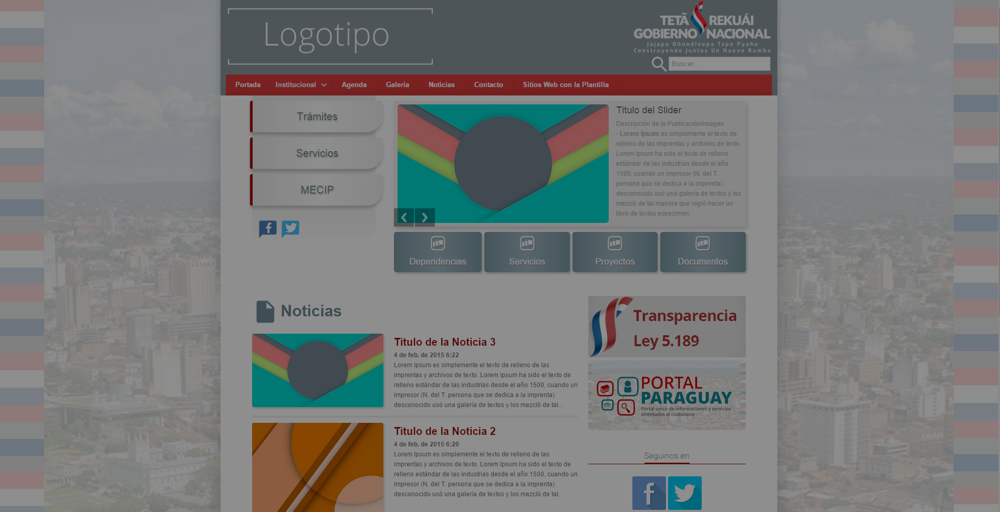 Logotipo
TETÃ REKUÁI
GOBIERNO NACIONAL
Jajapo Oñondivepa Tape Pyahu
Construyendo Juntos Un Nuevo Rumbo
Buscar...
Portada Institucional Agenda Galeria Noticias Contacto Sitios Web con la Plantilla
Trámites
Servicios
MECIP
Titulo del Slider
Descripción de la Publicación/imagen
- Lorem Ipsum es simplemente el texto de
relleno de las imprentas y archivos de texto.
Lorem Ipsum ha sido el texto de relleno
estándar de las industrias desde el año
1500, cuando un impresor (N. del T.
persona que se dedica a la imprenta)
desconocido usó una galería de textos y los
mezcló de tal manera que logró hacer un
libro de textos especimen.
Dependencias Servicios Proyectos Documentos
Noticias
Titulo de la Noticia 3
4 de feb. de 2015 6:22
Lorem Ipsum es simplemente el texto de relleno de las
imprentas y archivos de texto. Lorem Ipsum ha sido el texto de
relleno estándar de las industrias desde el año 1500, cuando un
impresor (N. del T. persona que se dedica a la imprenta)
desconocido usó una galería de textos y los mezcló de tal...
Titulo de la Noticia 2
4 de feb. de 2015 6:20
Lorem Ipsum es simplemente el texto de relleno de las
imprentas y archivos de texto. Lorem Ipsum ha sido el texto de
relleno estándar de las industrias desde el año 1500, cuando un
impresor (N. del T. persona que se dedica a la imprenta)
desconocido usó una galería de textos y los mezcló de tal...
Transparencia
Ley 5.189
PORTAL
PARAGUAY
Portal único de informaciones y servicios
orientados al ciudadano
Seguinos en